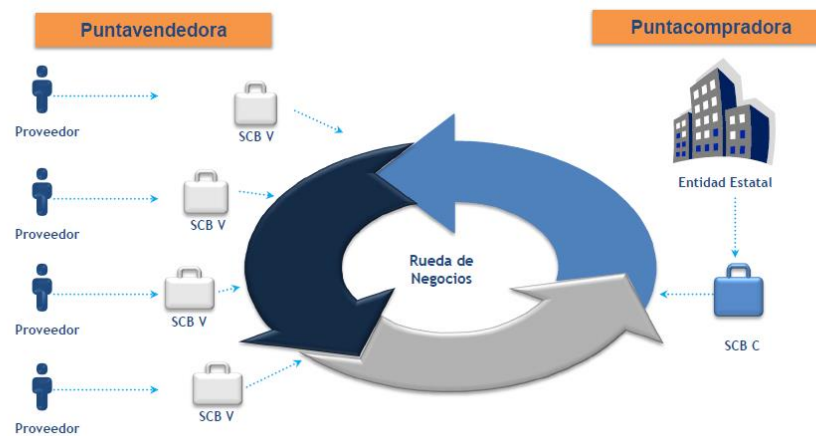 Puntavendedora
Puntacompradora
Proveedor
SCB V
Proveedor
SCB V
Proveedor
SCB V
Proveedor
SCB V
Rueda de
Negocios
Entidad Estatal
SCB C